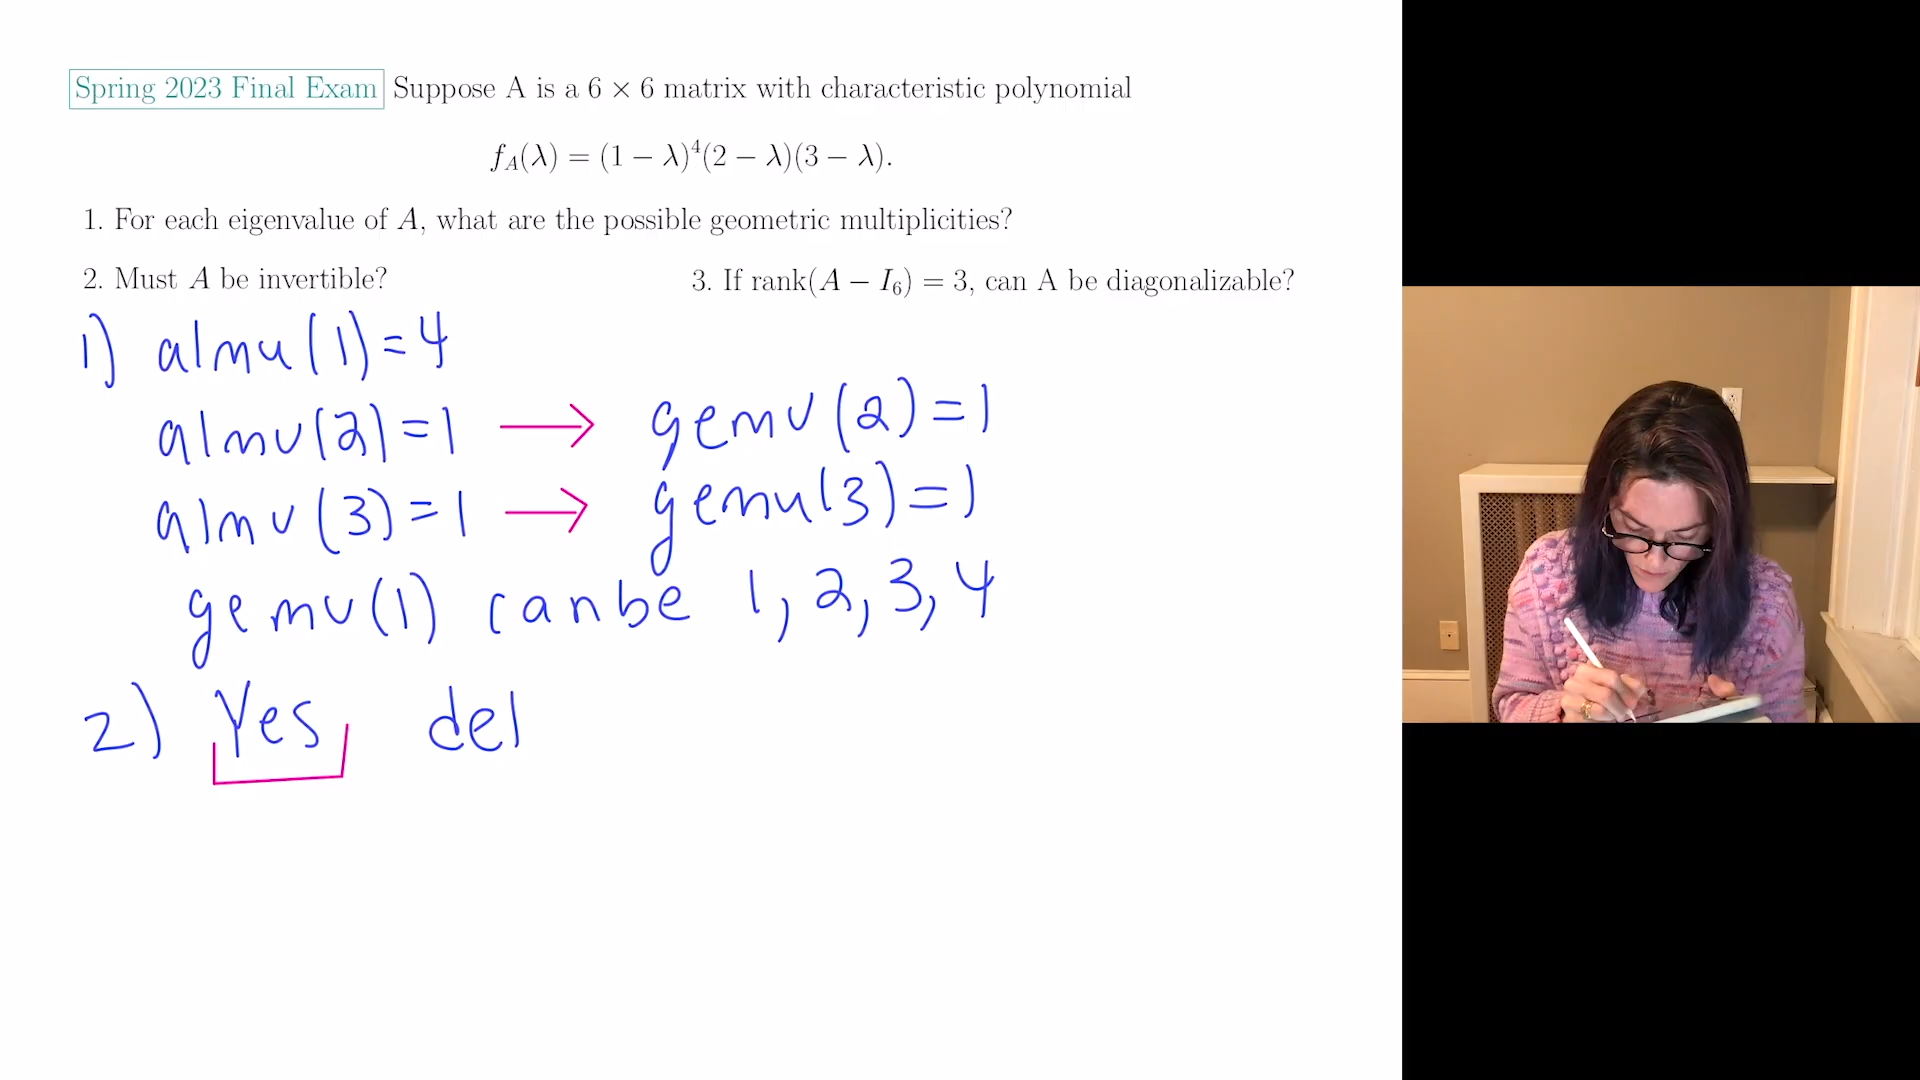 Spring 2023 Final Exam Suppose A is a 6 × 6 matrix with characteristic polynomial
f_A(λ) = (1 − λ)^4(2 − λ)(3 − λ).
1. For each eigenvalue of A, what are the possible geometric multiplicities?
2. Must A be invertible?
3. If rank(A − I_6) = 3, can A be diagonalizable?
1) almu(1)=4
almu(2)=1 → gemu(2)=1
almu(3)=1 → gemu(3)=1
gemu(1) can be 1, 2, 3, 4
2) Yes, del